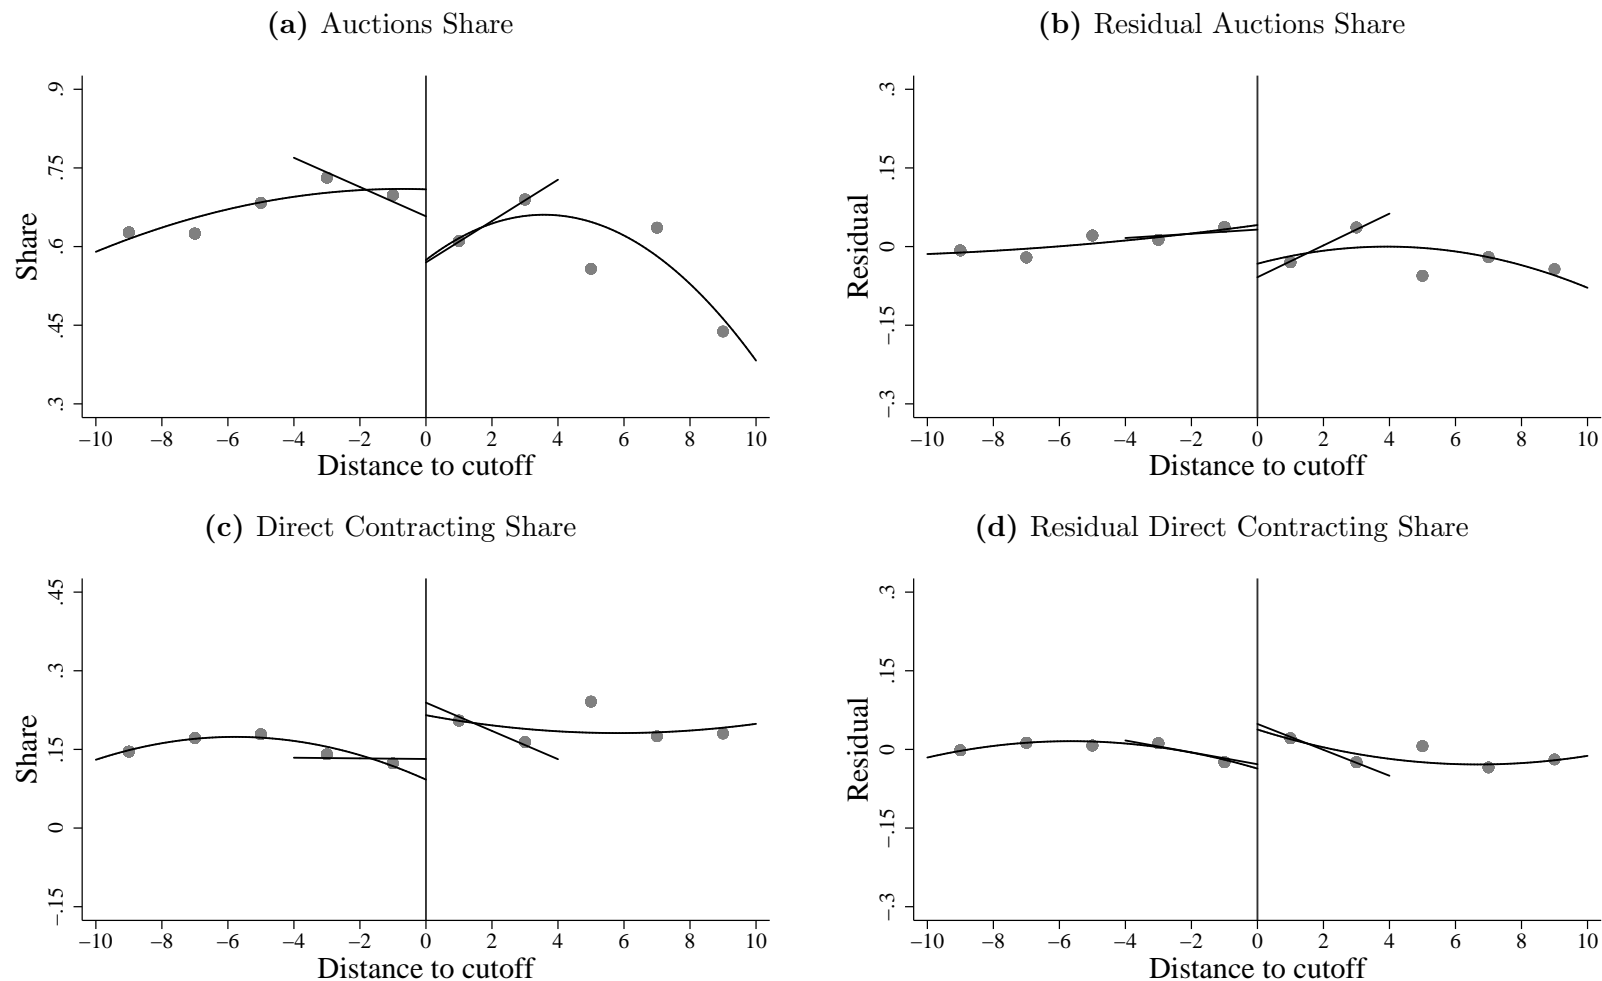 (a) Auctions Share
.9
.75
.6
.45
.3
Share
−10 −8 −6 −4 −2 0 2 4 6 8 10
Distance to cutoff
(b) Residual Auctions Share
.3
.15
0
−.15
−.3
Residual
−10 −8 −6 −4 −2 0 2 4 6 8 10
Distance to cutoff
(c) Direct Contracting Share
.45
.3
.15
0
−.15
Share
−10 −8 −6 −4 −2 0 2 4 6 8 10
Distance to cutoff
(d) Residual Direct Contracting Share
.3
.15
0
−.15
−.3
Residual
−10 −8 −6 −4 −2 0 2 4 6 8 10
Distance to cutoff